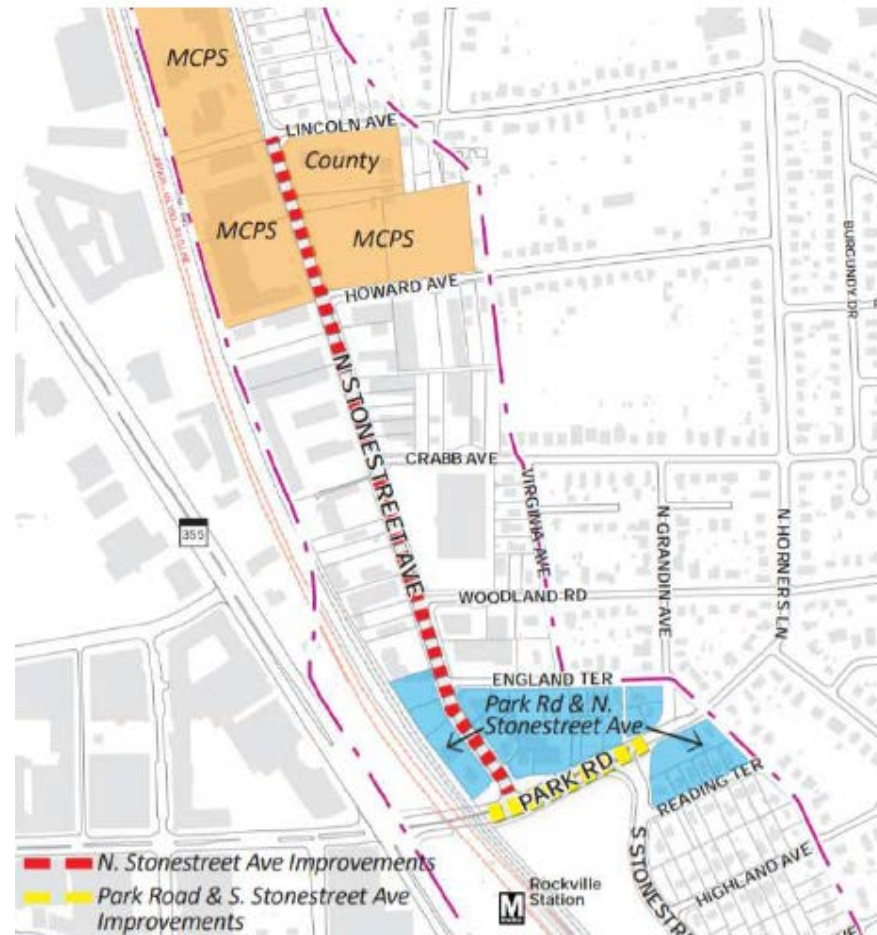 MCPS
LINCOLN AVE
County
MCPS
MCPS
HOWARD AVE
BURGUNDY DR
N STONESTREET AVE
CRABB AVE
VIRGINIA AVE
355
N GRANDIN AVE
N HORNERS LN
WOODLAND RD
ENGLAND TER
Park Rd & N.
Stonestreet Ave
PARK RD
READING TER
S STONESTRE
HIGHLAND AVE
N. Stonestreet Ave Improvements
Park Road & S. Stonestreet Ave
Improvements
M
Rockville
Station